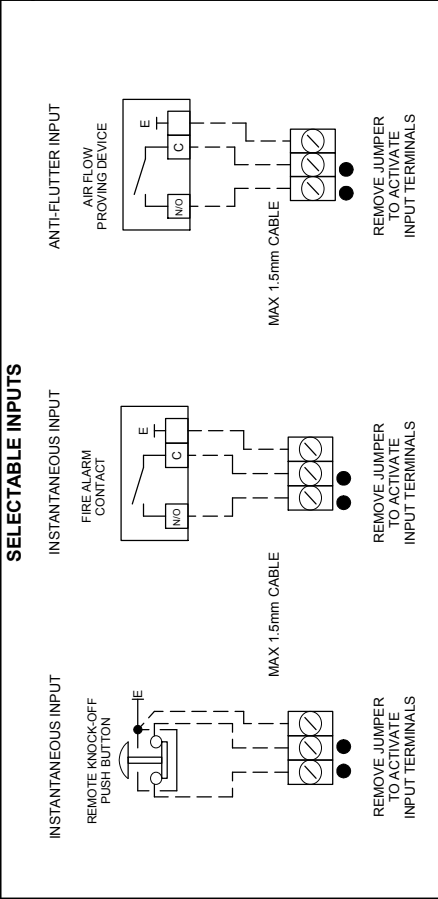 SELECTABLE INPUTS
INSTANTANEOUS INPUT
REMOTE KNOCK-OFF
PUSH BUTTON
E
MAX 1.5mm CABLE
REMOVE JUMPER
TO ACTIVATE
INPUT TERMINALS
INSTANTANEOUS INPUT
FIRE ALARM
CONTACT
N/O
C
E
MAX 1.5mm CABLE
REMOVE JUMPER
TO ACTIVATE
INPUT TERMINALS
ANTI-FLUTTER INPUT
AIR FLOW
PROVING DEVICE
N/O
C
E
REMOVE JUMPER
TO ACTIVATE
INPUT TERMINALS